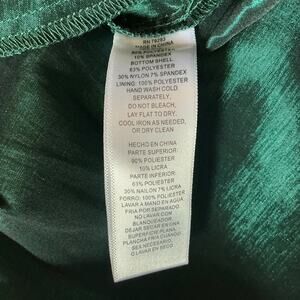 RN 79283
MADE IN CHINA
90% POLYESTER
10% SPANDEX
BOTTOM SHELL:
63% POLYESTER
30% NYLON 7% SPANDEX
LINING: 100% POLYESTER
HAND WASH COLD.
SEPARATELY,
DO NOT BLEACH,
LAY FLAT TO DRY,
COOL IRON AS NEEDED,
OR DRY CLEAN
HECHO EN CHINA
PARTE SUPERIOR:
90% POLIESTER
10% LICRA
PARTE INFERIOR:
63% POLIESTER
30% NAILON 7% LICRA
FORRO: 100% POLIESTER
LAVAR A MANO EN AGUA
FRIA POR SEPARADO
NO LAVAR CON
BLANQUEADOR.
DEJAR SECAR EN UNA
SUPERFICIE PLANA.
PLANCHA FRIA CUANDO
SEA NECESARIO.
O LAVAR EN SECO.